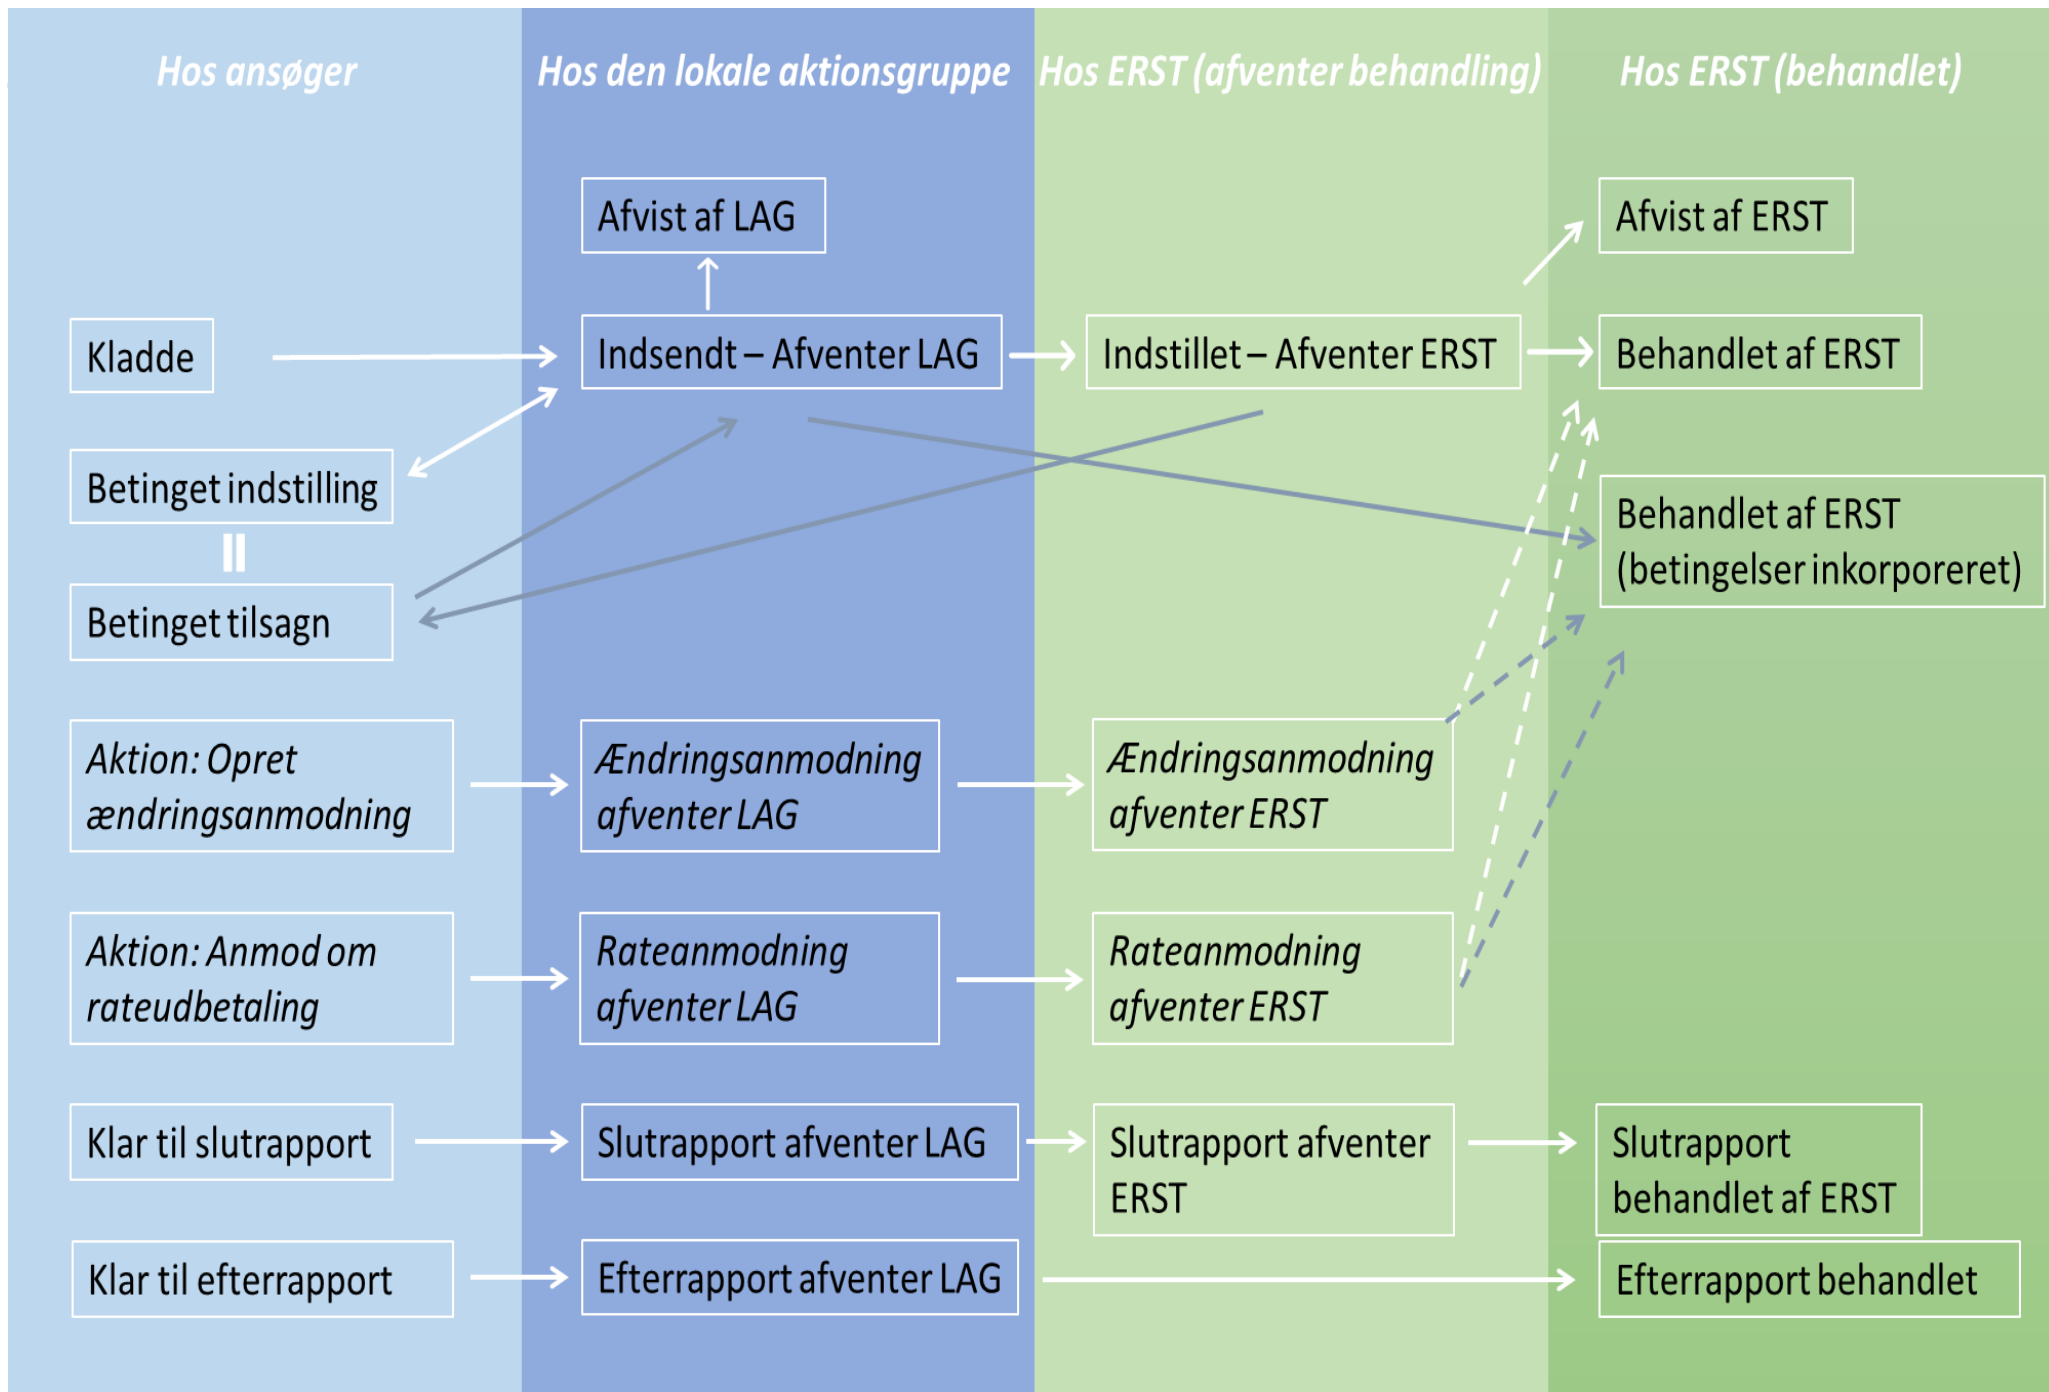 Hos ansøger
Hos den lokale aktionsgruppe
Hos ERST (afventer behandling)
Hos ERST (behandlet)
Afvist af LAG
Afvist af ERST
Kladde
Indsendt – Afventer LAG
Indstillet – Afventer ERST
Behandlet af ERST
Betinget indstilling
Behandlet af ERST
(betingelser inkorporeret)
Betinget tilsagn
Aktion: Opret
ændringsanmodning
Ændringsanmodning
afventer LAG
Ændringsanmodning
afventer ERST
Aktion: Anmod om
rateudbetaling
Rateanmodning
afventer LAG
Rateanmodning
afventer ERST
Klar til slutrapport
Slutrapport afventer LAG
Slutrapport afventer
ERST
Slutrapport
behandlet af ERST
Klar til efterrapport
Efterrapport afventer LAG
Efterrapport behandlet